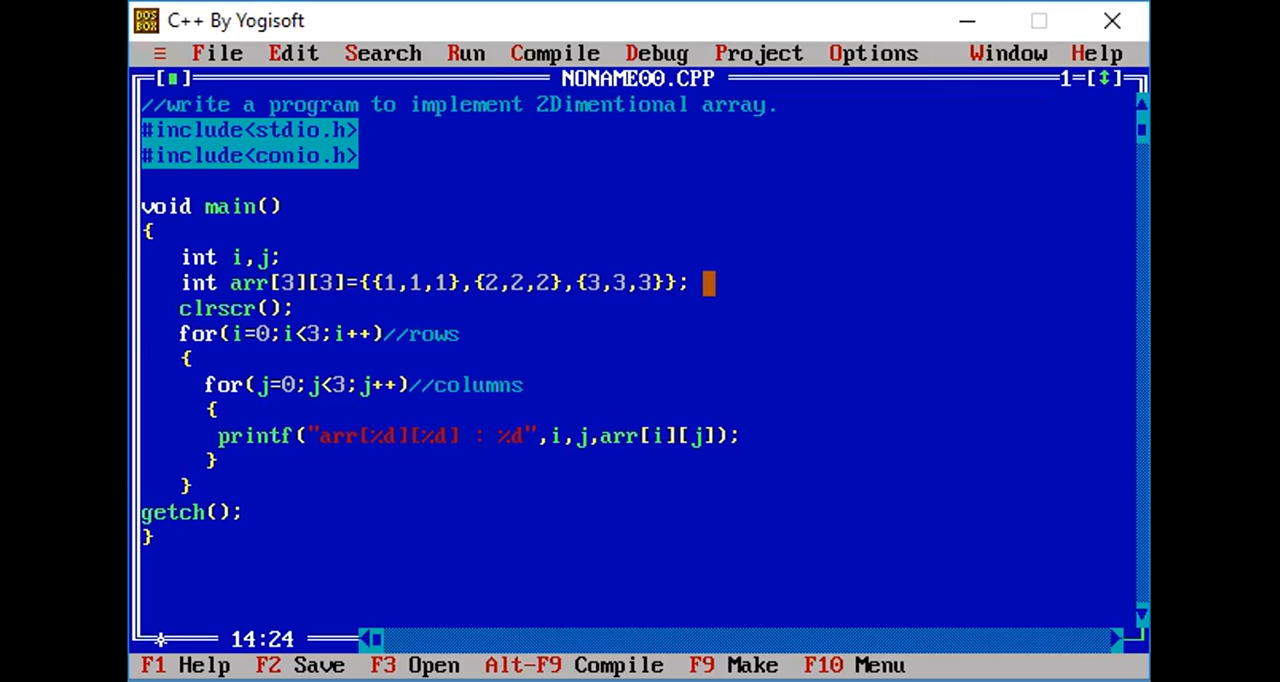 C++ By Yogisoft
≡ File Edit Search Run Compile Debug Project Options Window Help
[■] NONAME00.CPP 1=[↕]
//write a program to implement 2Dimentional array.
#include<stdio.h>
#include<conio.h>
void main()
{
int i,j;
int arr[3][3]={{1,1,1},{2,2,2},{3,3,3}};
clrscr();
for(i=0;i<3;i++)//rows
{
for(j=0;j<3;j++)//columns
{
printf("arr[%d][%d] : %d",i,j,arr[i][j]);
}
}
getch();
}
14:24
F1 Help F2 Save F3 Open Alt-F9 Compile F9 Make F10 Menu